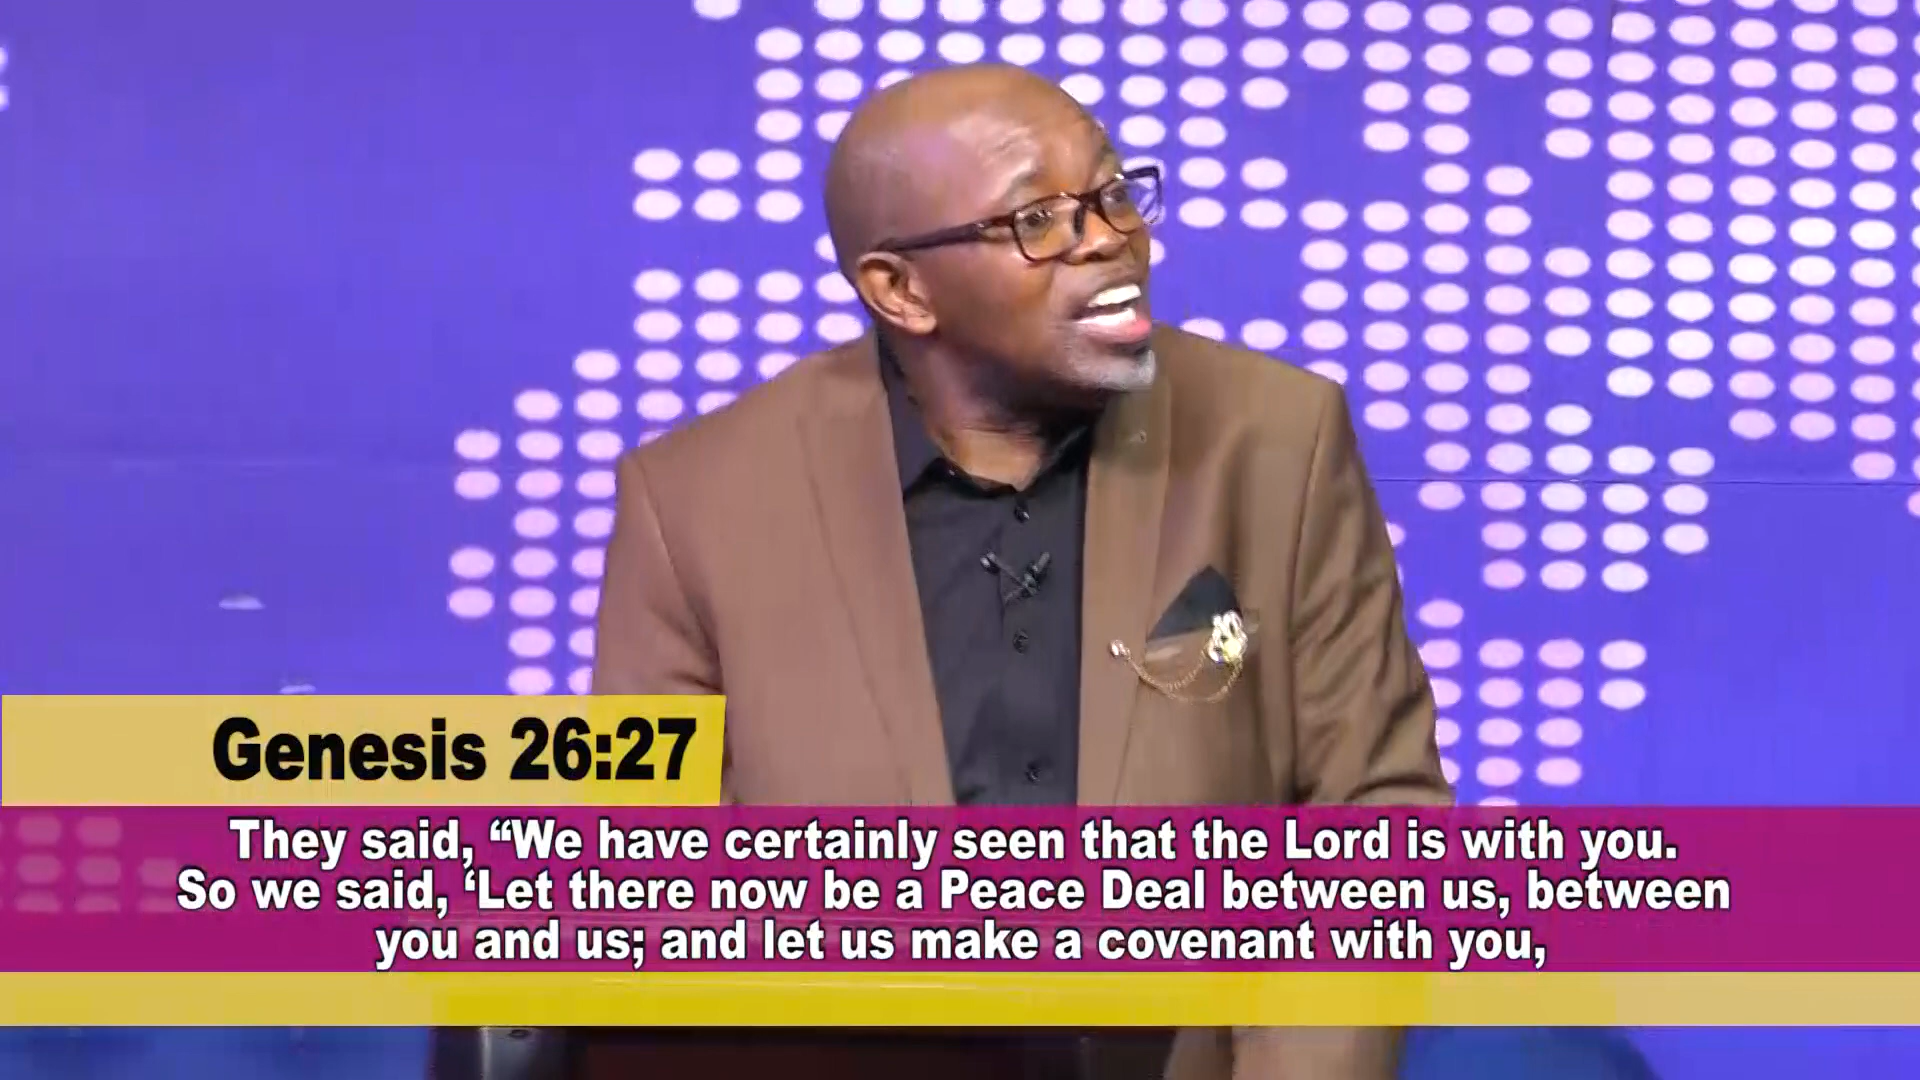 Genesis 26:27
They said, “We have certainly seen that the Lord is with you.
So we said, ‘Let there now be a Peace Deal between us, between
you and us; and let us make a covenant with you,